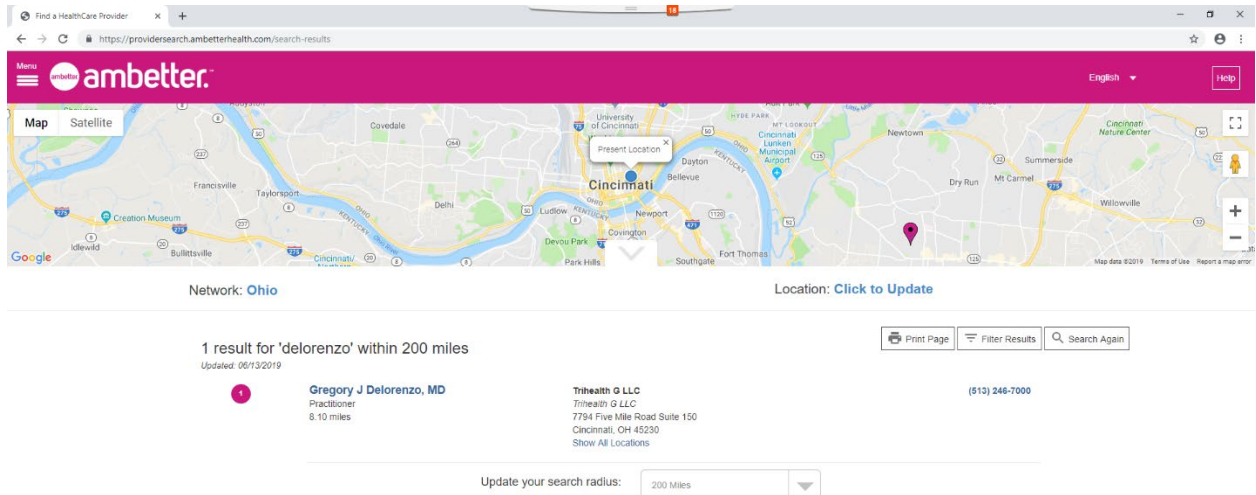 Find a HealthCare Provider
18
https://providersearch.ambetterhealth.com/search-results
Menu
ambetter
ambetter.
English
Help
Map
Satellite
Covedale
University
of Cincinnati
HYDE PARK
MT LOOKOUT
Cincinnati
Lunken
Municipal
Airport
Newtown
Cincinnati
Nature Center
Present Location
Dayton
Bellevue
Summerside
Dry Run
Mt Carmel
Francisville
Taylorsport
Delhi
Cincinnati
Ludlow
Newport
Covington
Willowville
Creation Museum
Idlewild
Bullittsville
Devou Park
Park Hills
Southgate
Fort Thomas
Google
Map data ©2019
Terms of Use
Report a map error
Network: Ohio
Location: Click to Update
1 result for 'delorenzo' within 200 miles
Updated: 06/13/2019
Print Page
Filter Results
Search Again
1
Gregory J Delorenzo, MD
Practitioner
8.10 miles
Trihealth G LLC
Trihealth G LLC
7794 Five Mile Road Suite 150
Cincinnati, OH 45230
Show All Locations
(513) 246-7000
Update your search radius:
200 Miles